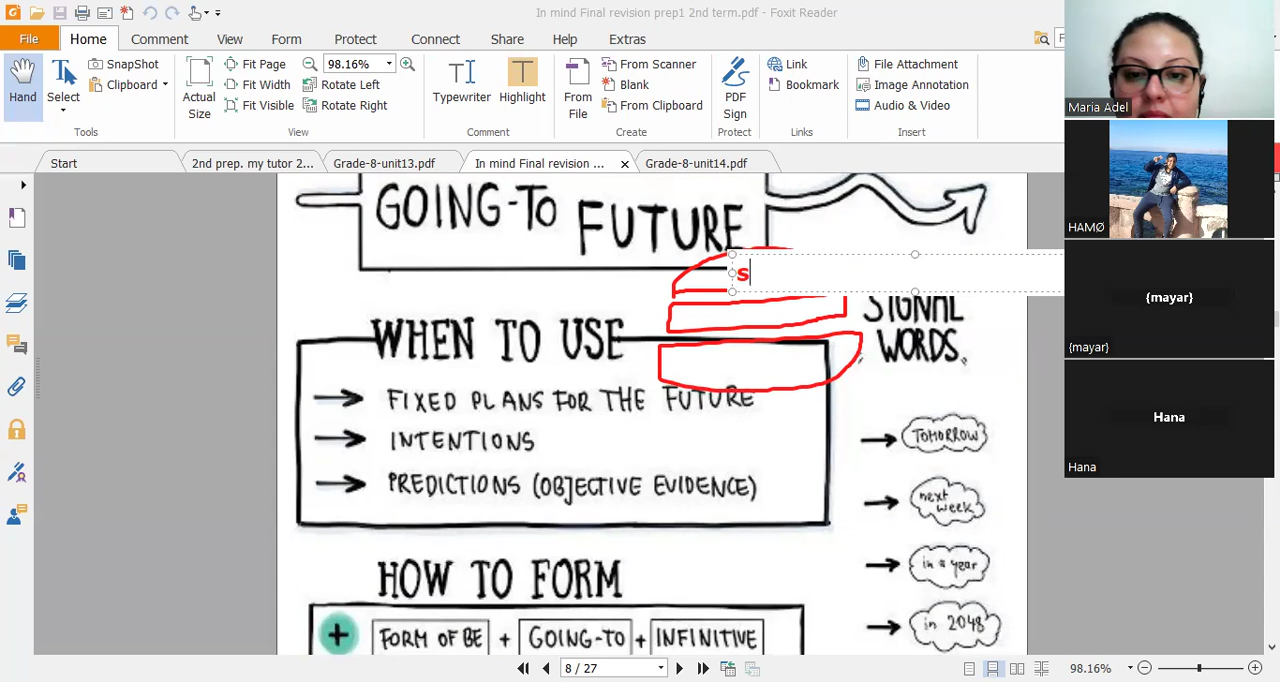 In mind Final revision prep1 2nd term.pdf - Foxit Reader
File
Home
Comment
View
Form
Protect
Connect
Share
Help
Extras
Hand
Select
SnapShot
Clipboard
Actual
Size
Fit Page
Fit Width
Fit Visible
98.16%
Rotate Left
Rotate Right
Typewriter
Highlight
From
File
From Scanner
Blank
From Clipboard
PDF
Sign
Link
Bookmark
File Attachment
Image Annotation
Audio & Video
Tools
View
Comment
Create
Protect
Links
Insert
Start
2nd prep. my tutor 2...
Grade-8-unit13.pdf
In mind Final revision ...
Grade-8-unit14.pdf
Maria Adel
HAMØ
{mayar}
{mayar}
Hana
Hana
GOING-TO FUTURE
s
SIGNAL
WORDS.
WHEN TO USE
FIXED PLANS FOR THE FUTURE
INTENTIONS
PREDICTIONS (OBJECTIVE EVIDENCE)
TOMORROW
next
week
in a year
in 2048
HOW TO FORM
+ FORM OF BE + GOING-TO + INFINITIVE
8 / 27
98.16%